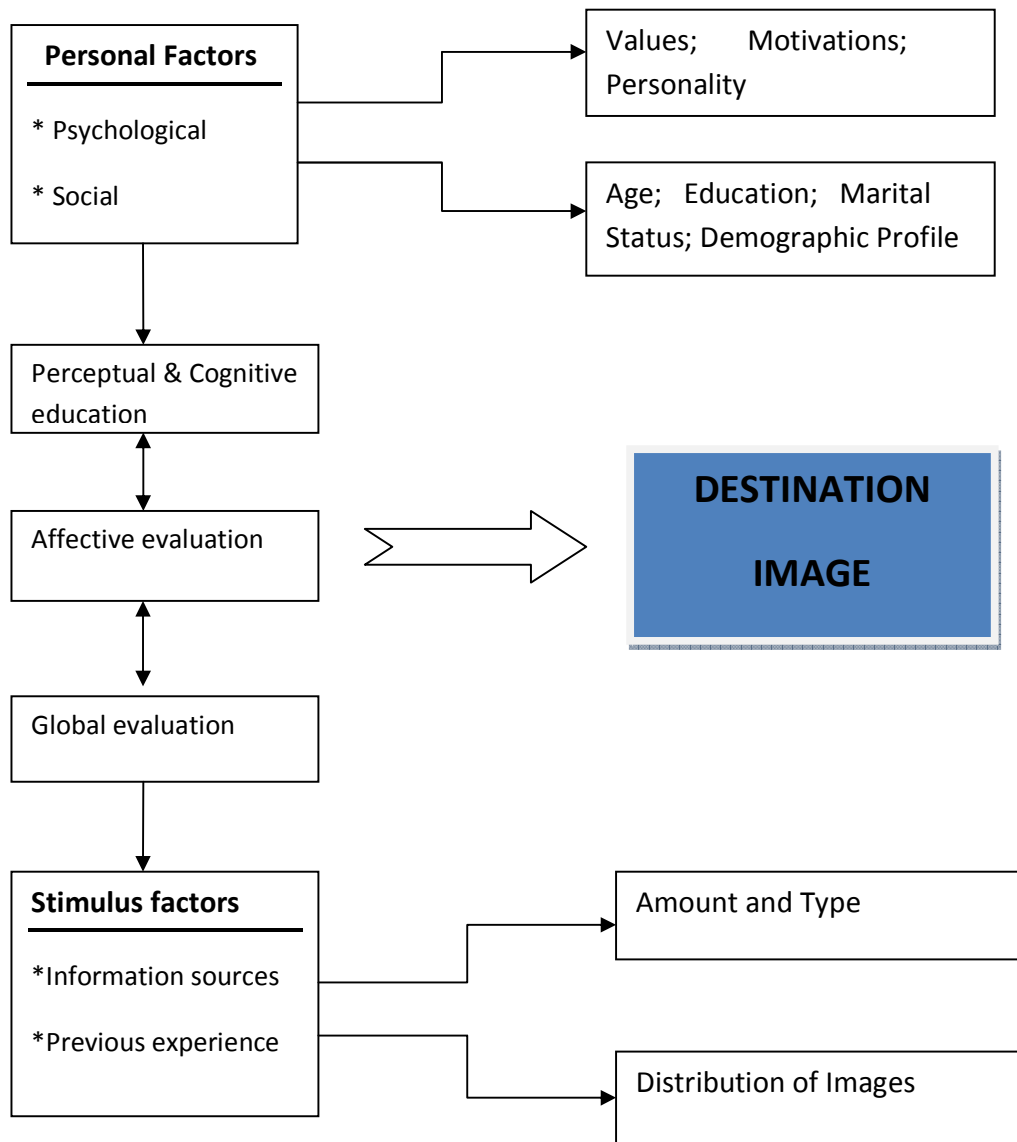 Personal Factors
* Psychological
* Social
Values; Motivations;
Personality
Age; Education; Marital
Status; Demographic Profile
Perceptual & Cognitive
education
Affective evaluation
DESTINATION
IMAGE
Global evaluation
Stimulus factors
*Information sources
*Previous experience
Amount and Type
Distribution of Images